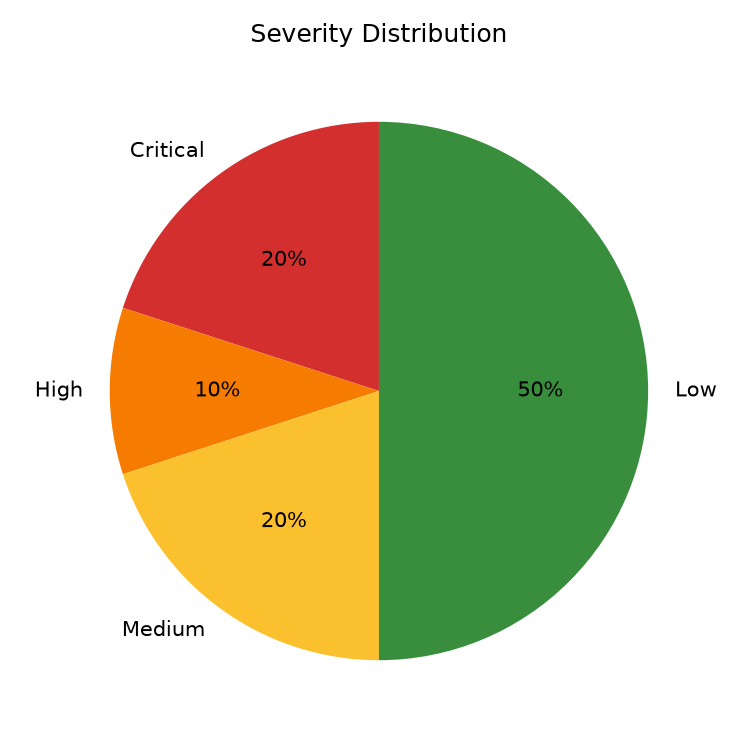 Severity Distribution
Critical
20%
High
10%
50%
Low
20%
Medium